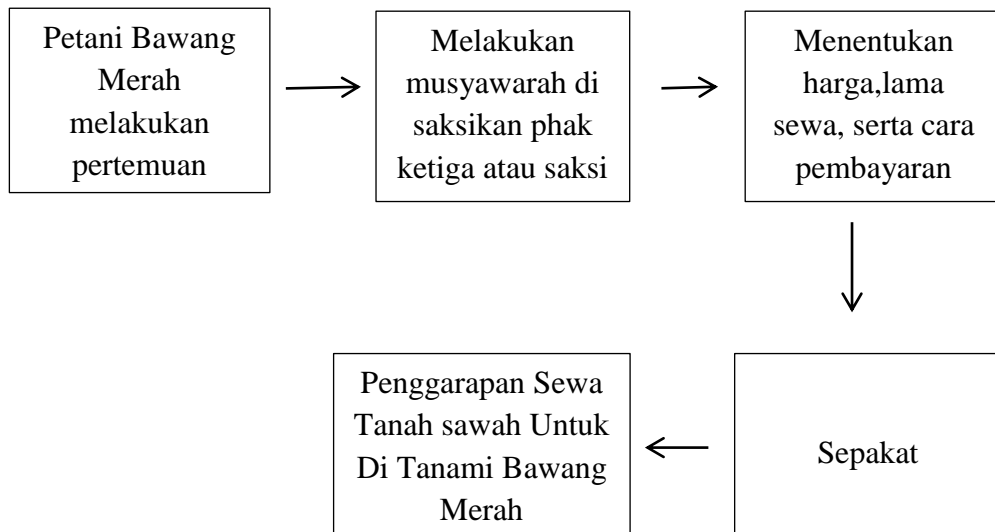 Petani Bawang
Merah
melakukan
pertemuan
Melakukan
musyawarah di
saksikan phak
ketiga atau saksi
Menentukan
harga,lama
sewa, serta cara
pembayaran
Sepakat
Penggarapan Sewa
Tanah sawah Untuk
Di Tanami Bawang
Merah